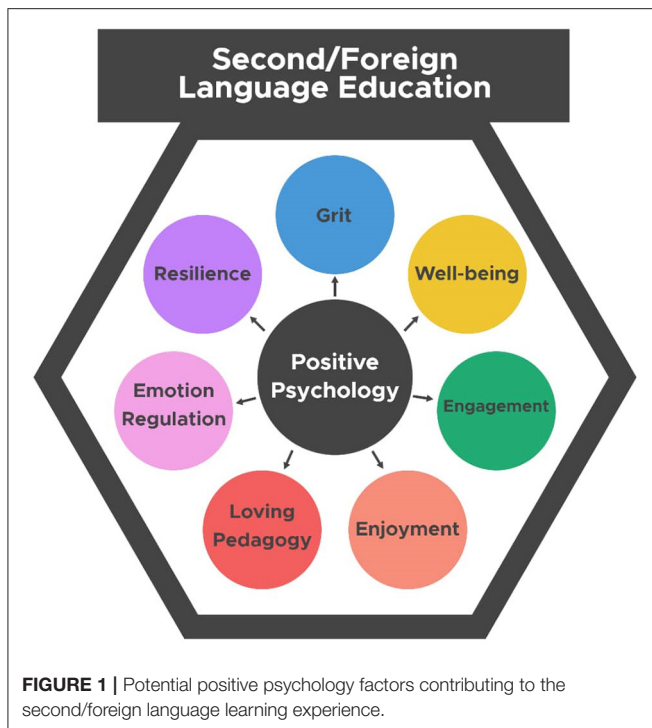 Second/Foreign
Language Education
Grit
Resilience
Well-being
Positive
Psychology
Emotion
Regulation
Engagement
Loving
Pedagogy
Enjoyment
FIGURE 1 | Potential positive psychology factors contributing to the
second/foreign language learning experience.